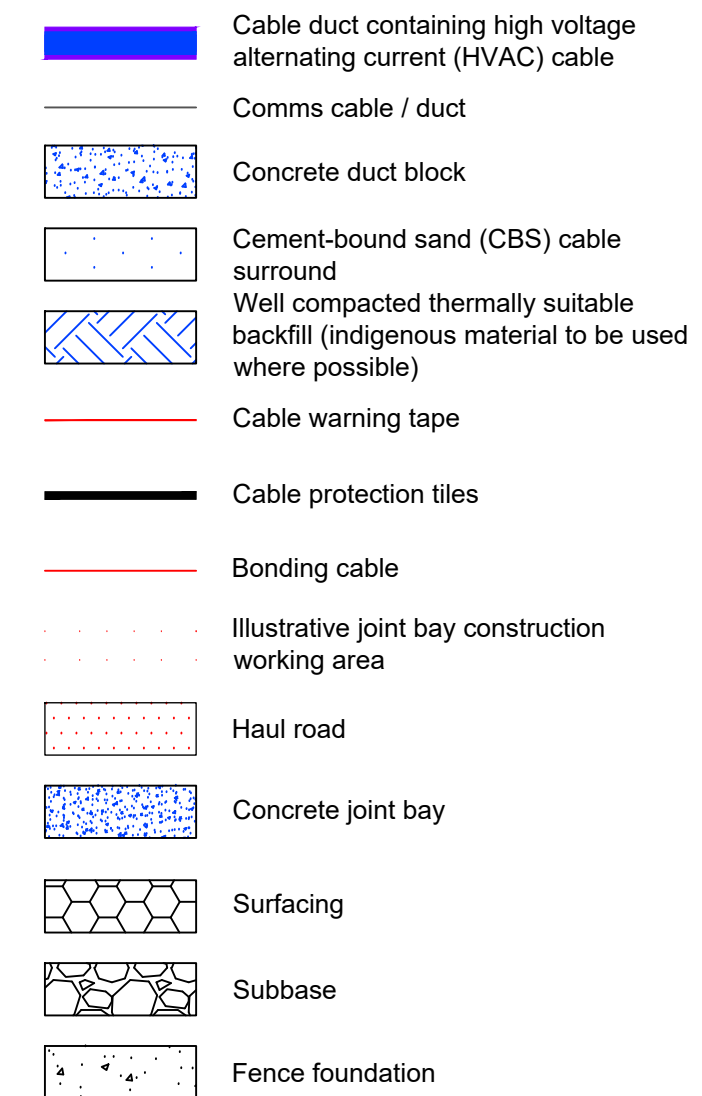 Cable duct containing high voltage
alternating current (HVAC) cable
Comms cable / duct
Concrete duct block
Cement-bound sand (CBS) cable
surround
Well compacted thermally suitable
backfill (indigenous material to be used
where possible)
Cable warning tape
Cable protection tiles
Bonding cable
Illustrative joint bay construction
working area
Haul road
Concrete joint bay
Surfacing
Subbase
Fence foundation